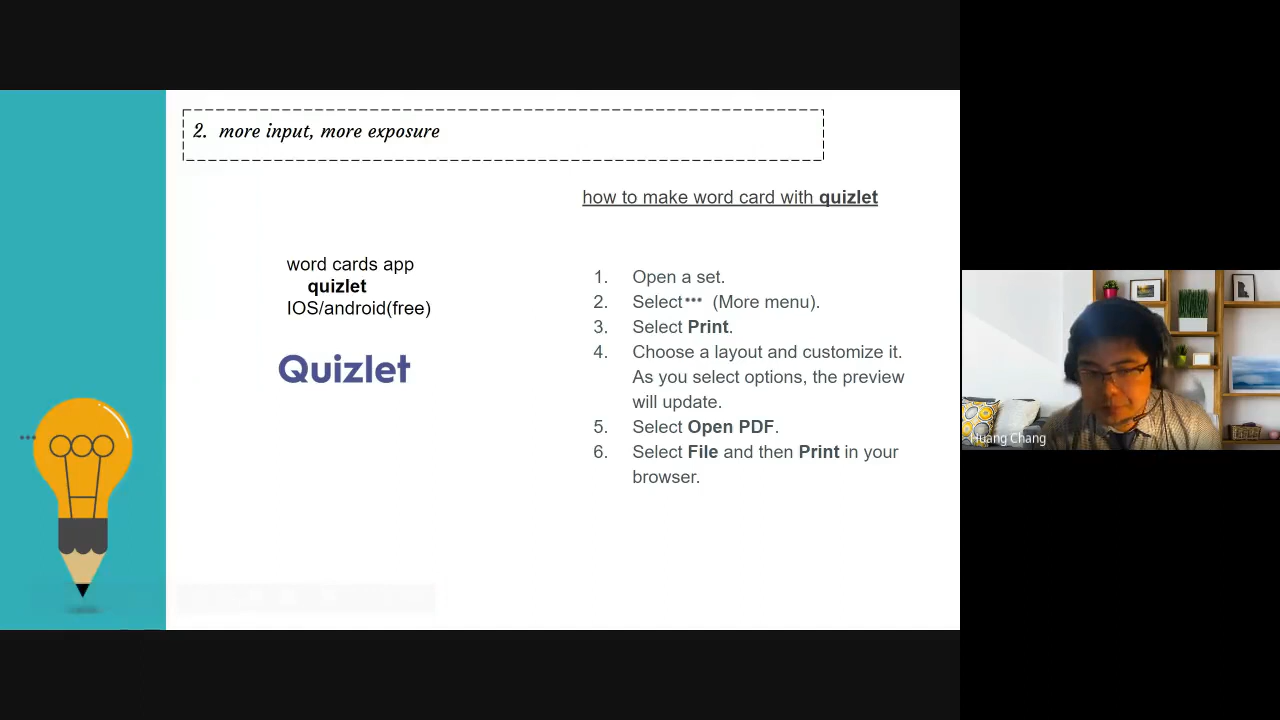 2. more input, more exposure
how to make word card with quizlet
word cards app
quizlet
IOS/android(free)
Quizlet
1. Open a set.
2. Select••• (More menu).
3. Select Print.
4. Choose a layout and customize it.
As you select options, the preview
will update.
5. Select Open PDF.
6. Select File and then Print in your
browser.
Huang Chang